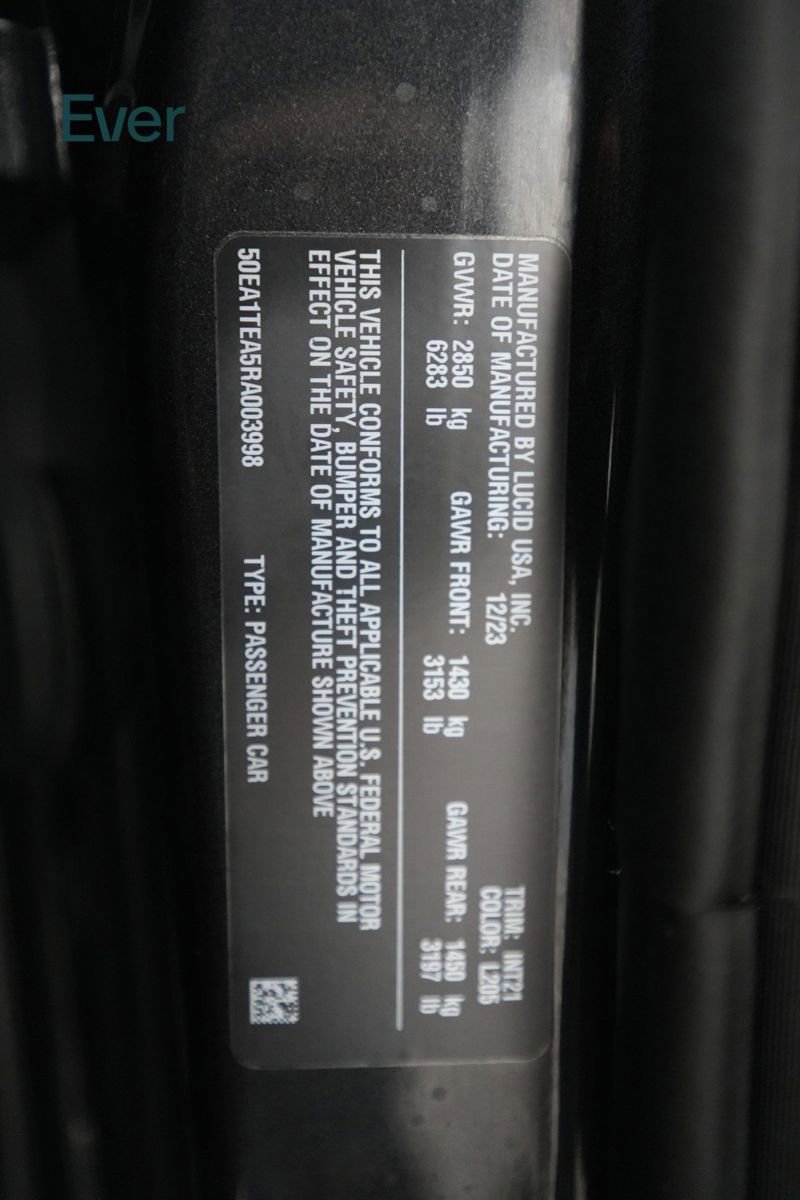 Ever
MANUFACTURED BY LUCID USA, INC.
DATE OF MANUFACTURING: 12/23
TRIM: INT21
COLOR: L205
GVWR: 2850 kg GAWR FRONT: 1430 kg GAWR REAR: 1450 kg
6283 lb 3153 lb 3197 lb
THIS VEHICLE CONFORMS TO ALL APPLICABLE U.S. FEDERAL MOTOR
VEHICLE SAFETY, BUMPER AND THEFT PREVENTION STANDARDS IN
EFFECT ON THE DATE OF MANUFACTURE SHOWN ABOVE
50EA1TEA5RA003998 TYPE: PASSENGER CAR